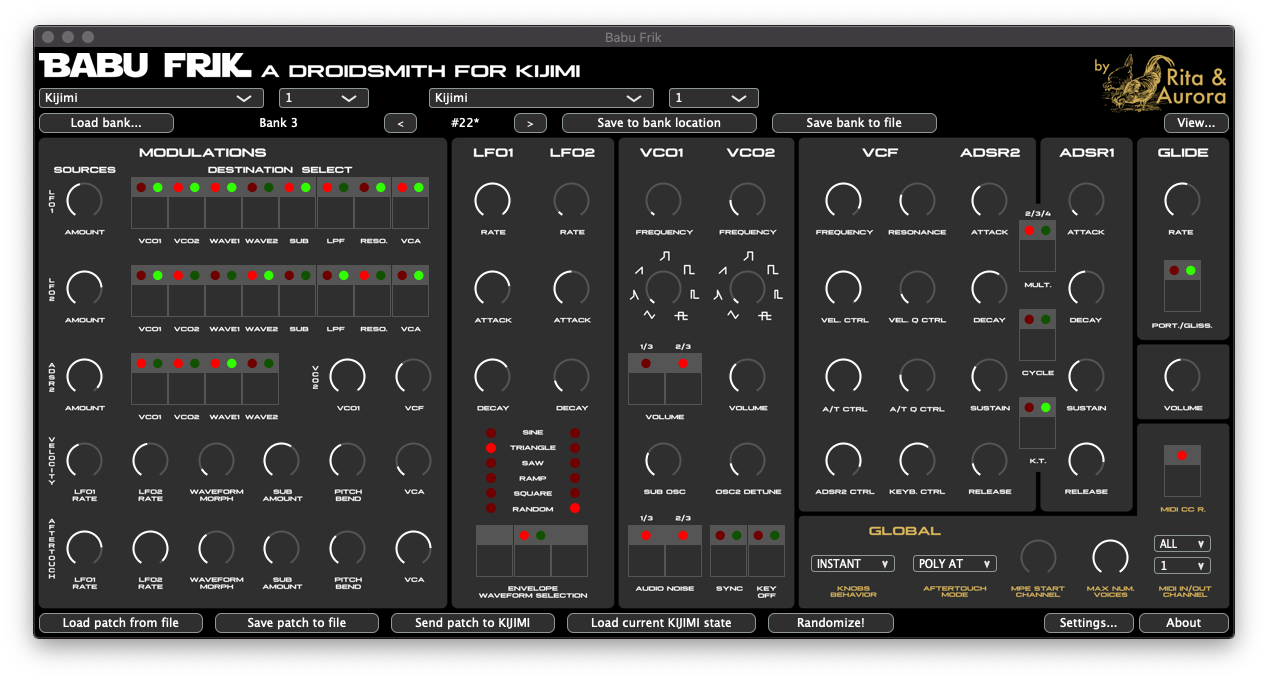 Babu Frik
BABU FRIK A DROIDSMITH FOR KIJIMI
by Rita &
Aurora
Kijimi 1 Kijimi 1
Load bank... Bank 3 < #22* > Save to bank location Save bank to file View...
MODULATIONS LFO1 LFO2 VCO1 VCO2 VCF ADSR2 ADSR1 GLIDE
SOURCES DESTINATION SELECT
LFO1
2/3/4
AMOUNT VCO1 VCO2 WAVE1 WAVE2 SUB LPF RESO. VCA RATE RATE FREQUENCY FREQUENCY FREQUENCY RESONANCE ATTACK ATTACK RATE
LFO2
MULT.
AMOUNT VCO1 VCO2 WAVE1 WAVE2 SUB LPF RESO. VCA ATTACK ATTACK VEL. CTRL VEL. Q CTRL DECAY DECAY PORT./GLISS.
1/3 2/3
ADSR2 VCO2
CYCLE
AMOUNT VCO1 VCO2 WAVE1 WAVE2 VCO1 VCF DECAY DECAY VOLUME VOLUME A/T CTRL A/T Q CTRL SUSTAIN SUSTAIN VOLUME
VELOCITY
SINE
TRIANGLE
SAW
RAMP
SQUARE
RANDOM
K.T.
LFO1 RATE LFO2 RATE WAVEFORM MORPH SUB AMOUNT PITCH BEND VCA SUB OSC OSC2 DETUNE ADSR2 CTRL KEYB. CTRL RELEASE RELEASE
MIDI CC R.
AFTERTOUCH
1/3 2/3
LFO1 RATE LFO2 RATE WAVEFORM MORPH SUB AMOUNT PITCH BEND VCA
ENVELOPE
WAVEFORM SELECTION
AUDIO NOISE SYNC KEY OFF
GLOBAL
INSTANT POLY AT ALL
1
KNOBS BEHAVIOR AFTERTOUCH MODE MPE START CHANNEL MAX NUM. VOICES MIDI IN/OUT CHANNEL
Load patch from file Save patch to file Send patch to KIJIMI Load current KIJIMI state Randomize! Settings... About